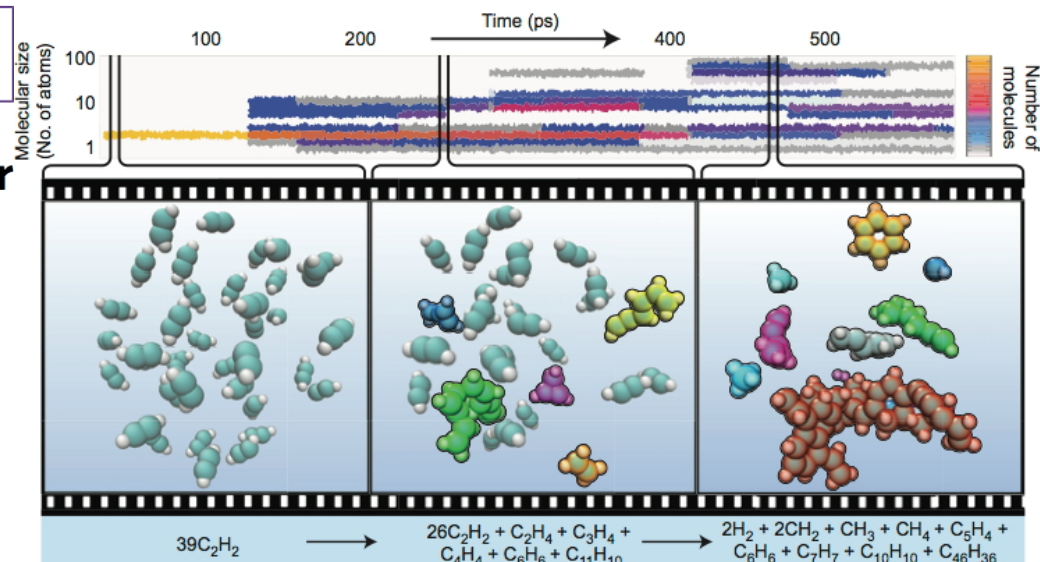 Time (ps)
100 200 400 500
Molecular size
(No. of atoms)
100
10
1
Number of
molecules
r
39C₂H₂
26C₂H₂ + C₂H₄ + C₃H₄ +
C₄H₄ + C₆H₆ + C₁₁H₁₀
2H₂ + 2CH₂ + CH₃ + CH₄ + C₅H₄ +
C₆H₆ + C₇H₇ + C₁₀H₁₀ + C₄₆H₃₆